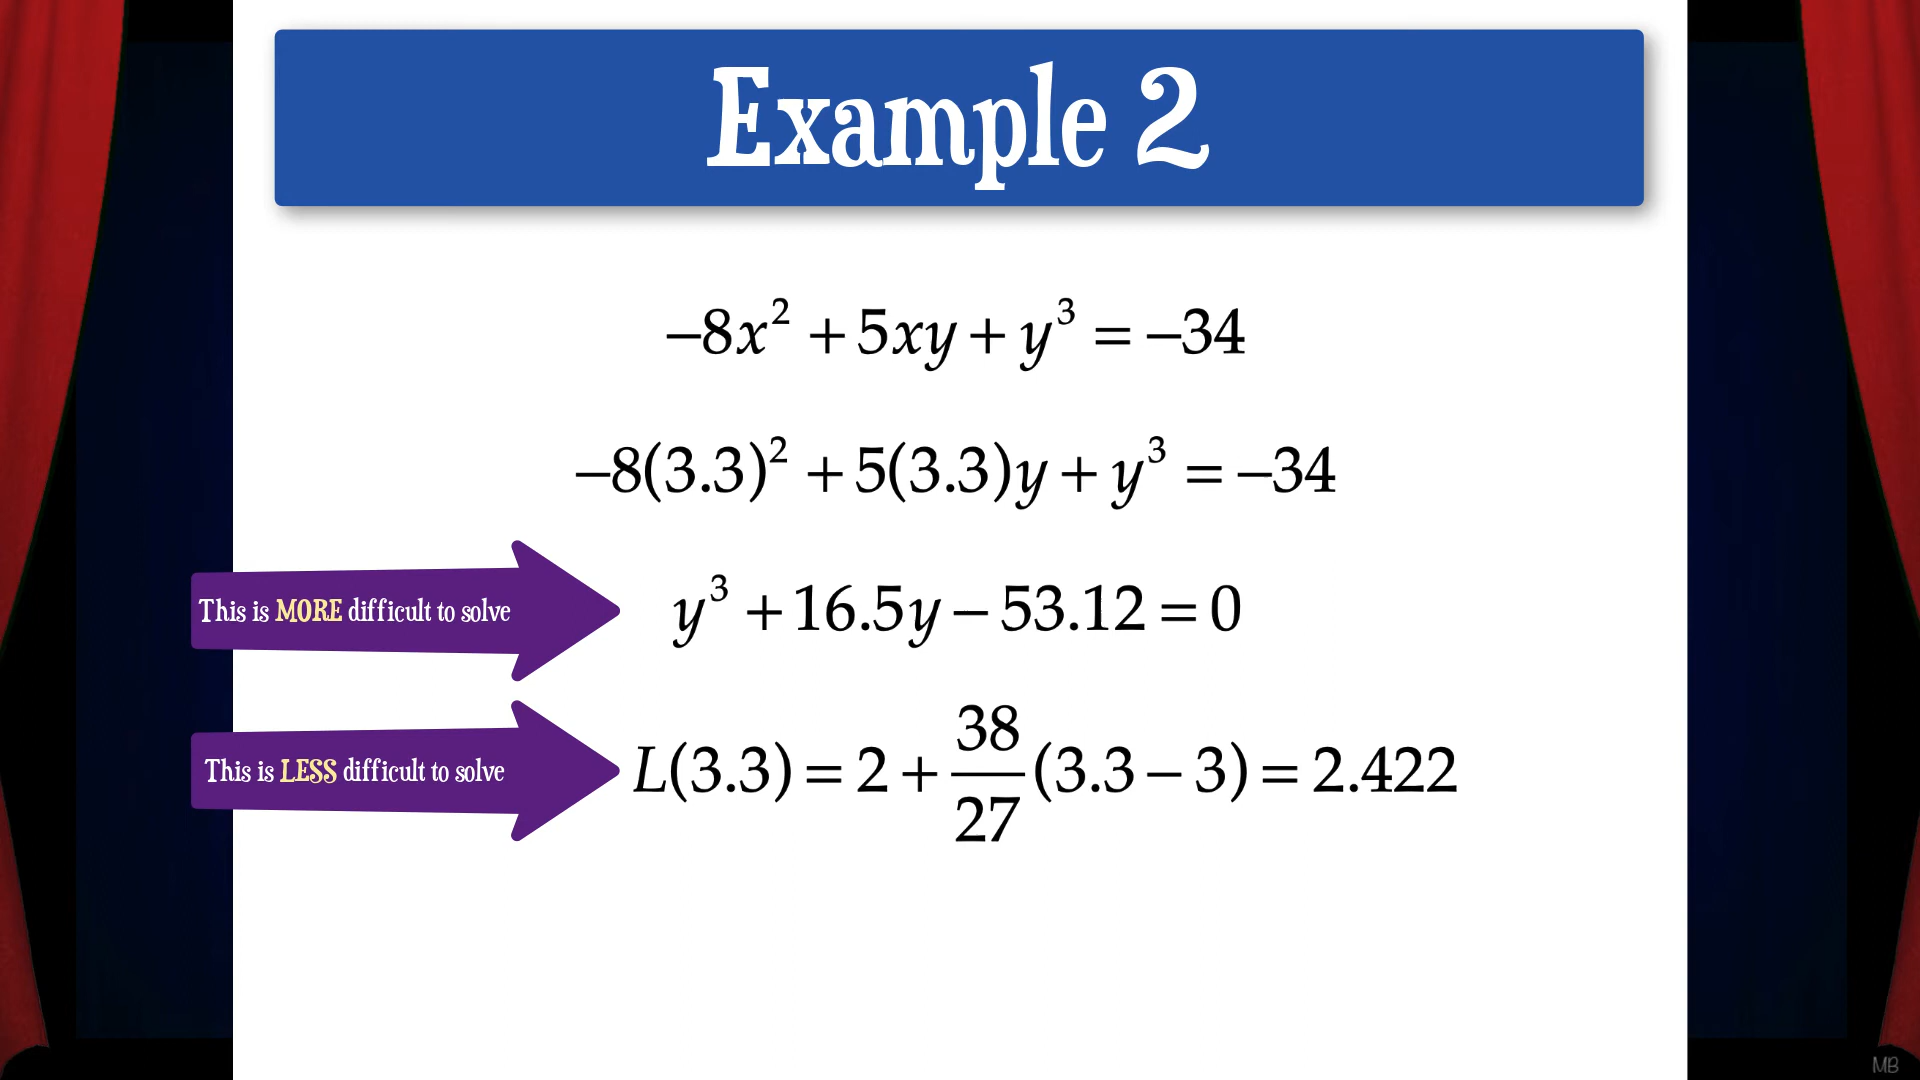 Example 2
−8x² + 5xy + y³ = −34
−8(3.3)² + 5(3.3)y + y³ = −34
This is MORE difficult to solve
y³ + 16.5y − 53.12 = 0
This is LESS difficult to solve
L(3.3) = 2 + 38/27 (3.3 − 3) = 2.422
MB